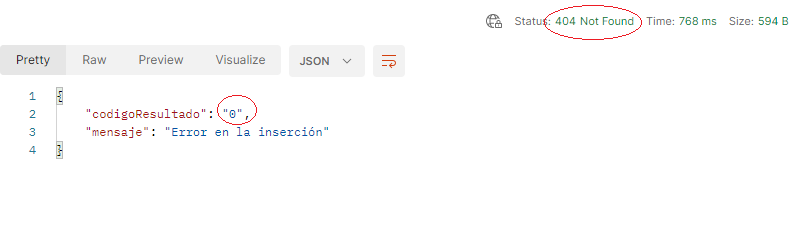 Status: 404 Not Found Time: 768 ms Size: 594 B
Pretty Raw Preview Visualize JSON
1 {
2 "codigoResultado": "0",
3 "mensaje": "Error en la inserción"
4 }